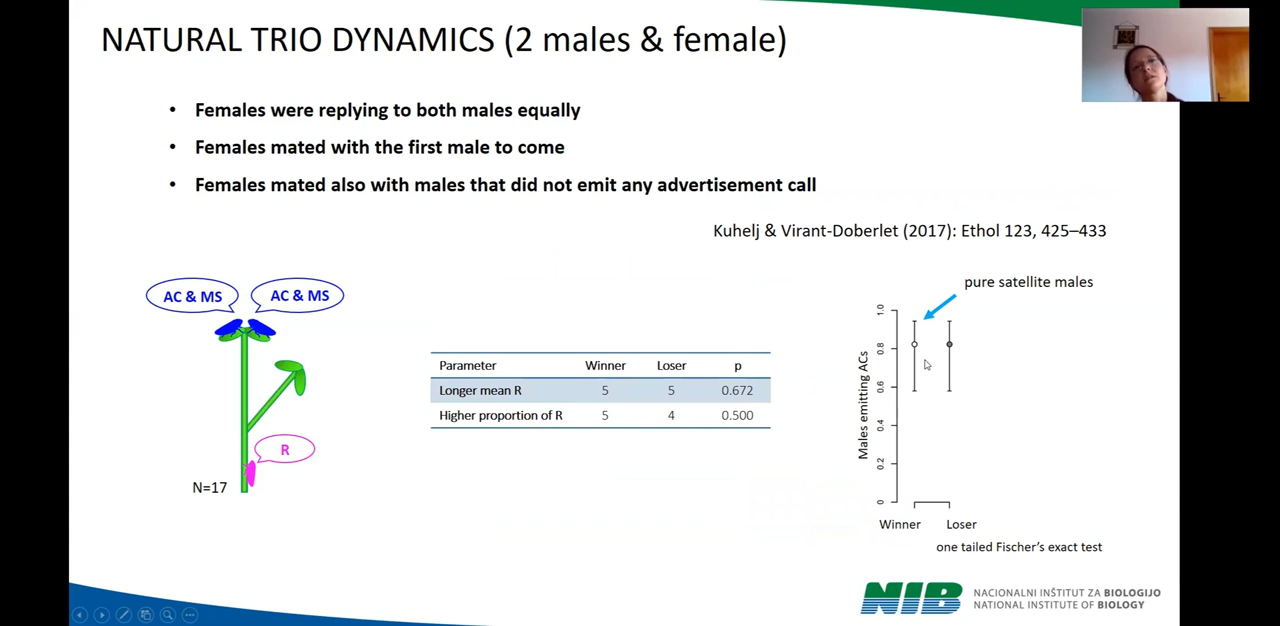 NATURAL TRIO DYNAMICS (2 males & female)
• Females were replying to both males equally
• Females mated with the first male to come
• Females mated also with males that did not emit any advertisement call
Kuhelj & Virant-Doberlet (2017): Ethol 123, 425–433
AC & MS
AC & MS
R
N=17
Parameter Winner Loser p
Longer mean R 5 5 0.672
Higher proportion of R 5 4 0.500
pure satellite males
Males emitting ACs
1.0
0.8
0.6
0.4
0.2
0
Winner Loser
one tailed Fischer's exact test
NIB
NACIONALNI INŠTITUT ZA BIOLOGIJO
NATIONAL INSTITUTE OF BIOLOGY